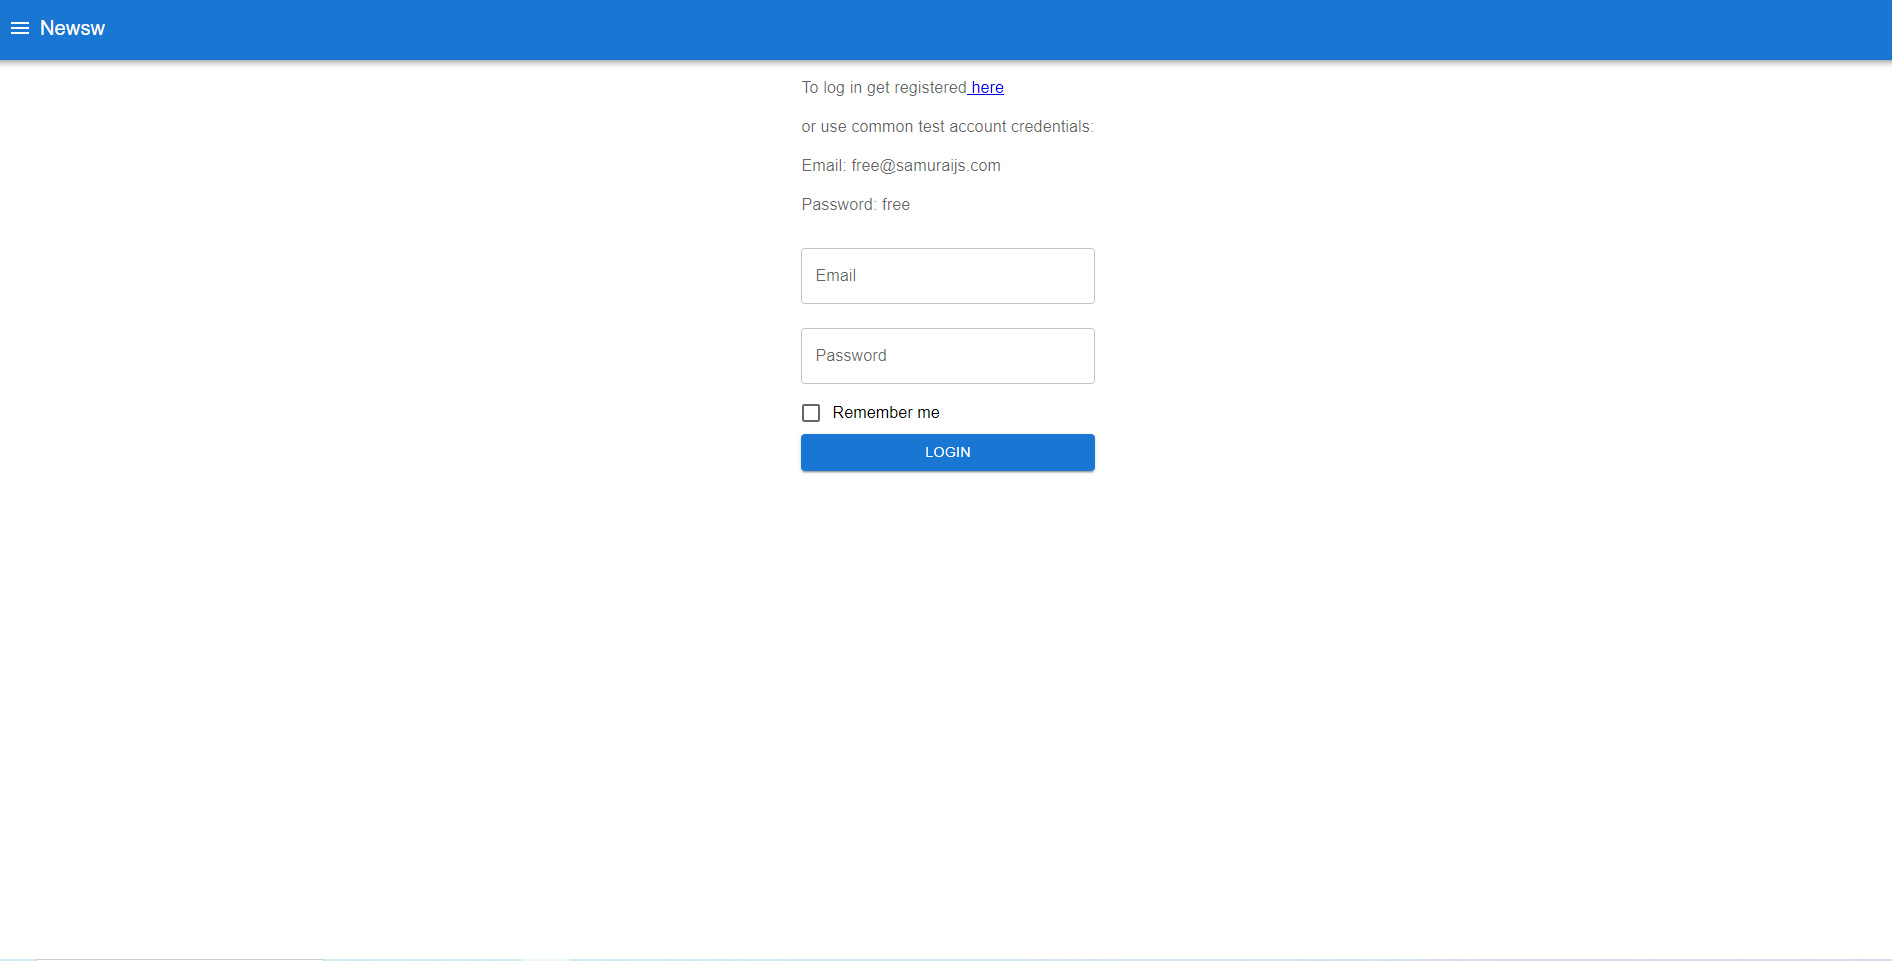 Newsw
To log in get registered here
or use common test account credentials:
Email: free@samuraijs.com
Password: free
Email
Password
Remember me
LOGIN